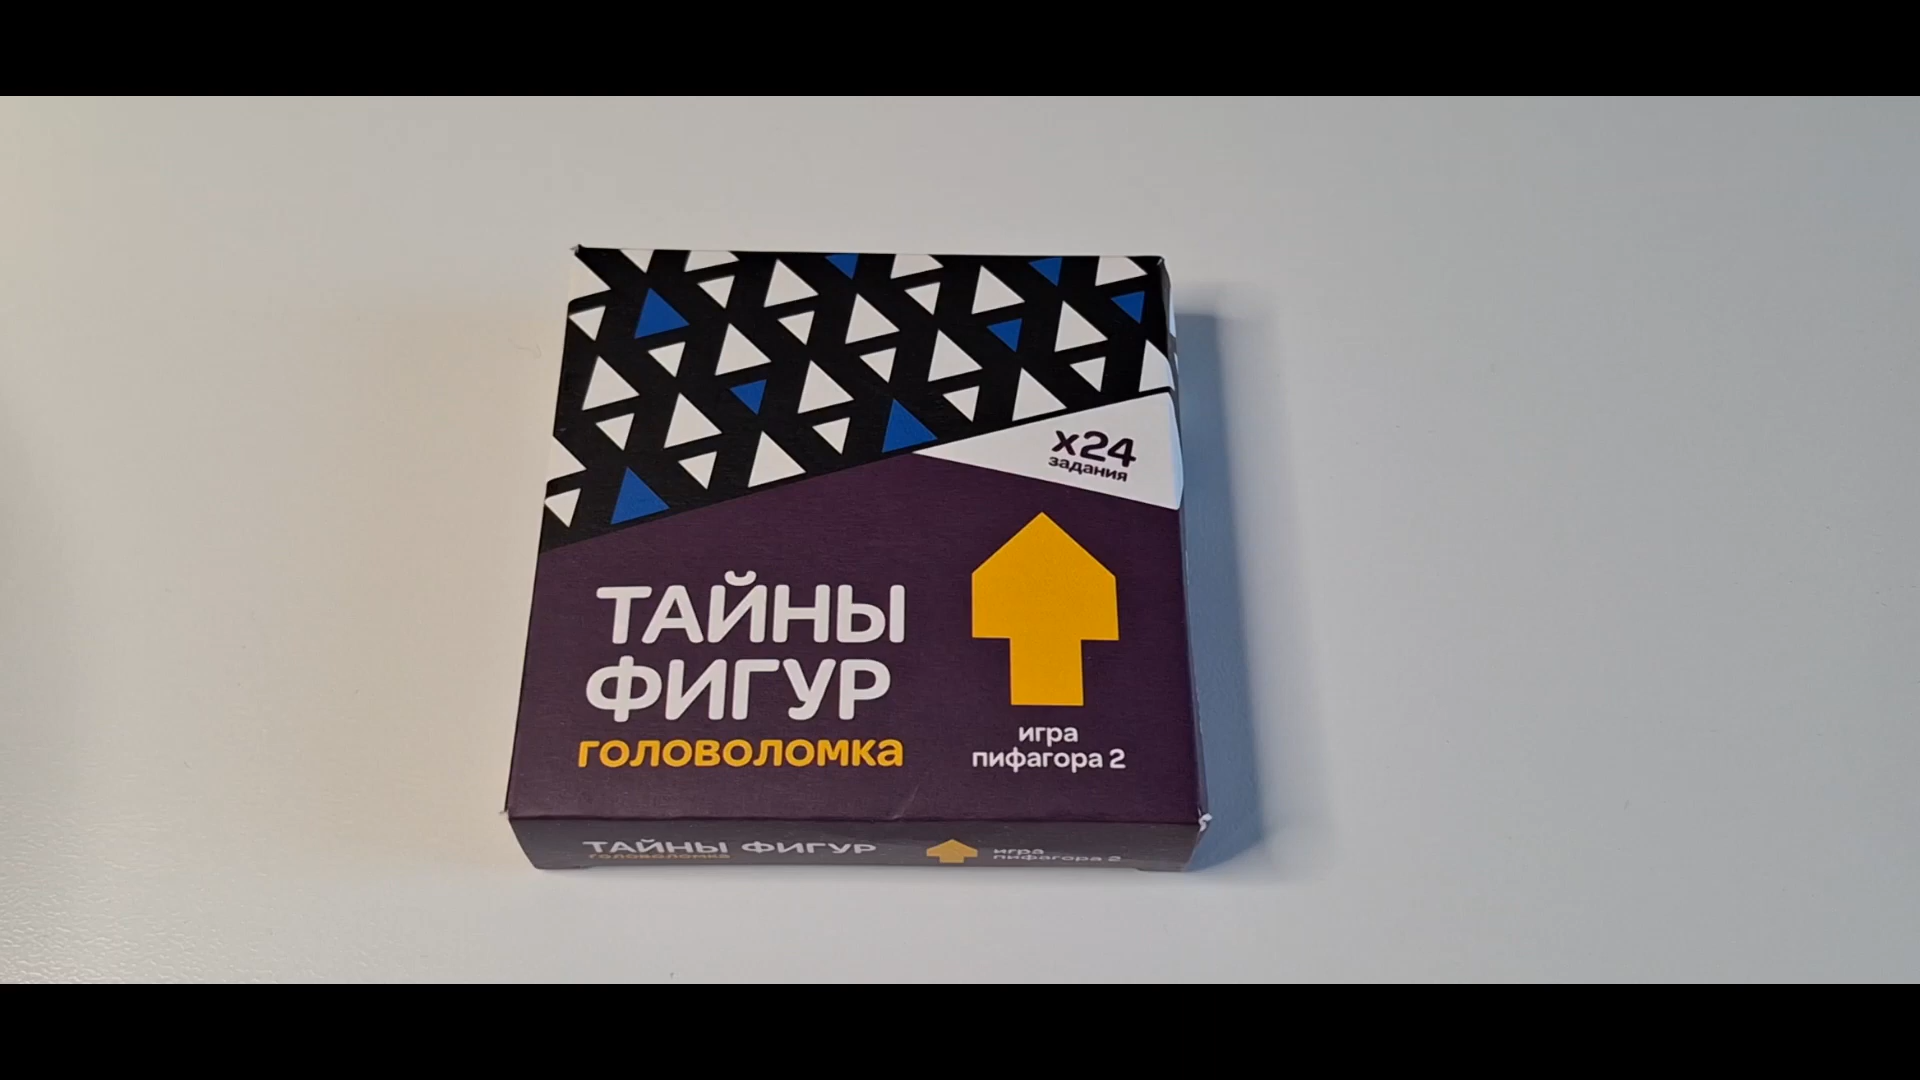 x24
задания
ТАЙНЫ
ФИГУР
головоломка
игра
пифагора 2
ТАЙНЫ ФИГУР
головоломка
игра
пифагора 2